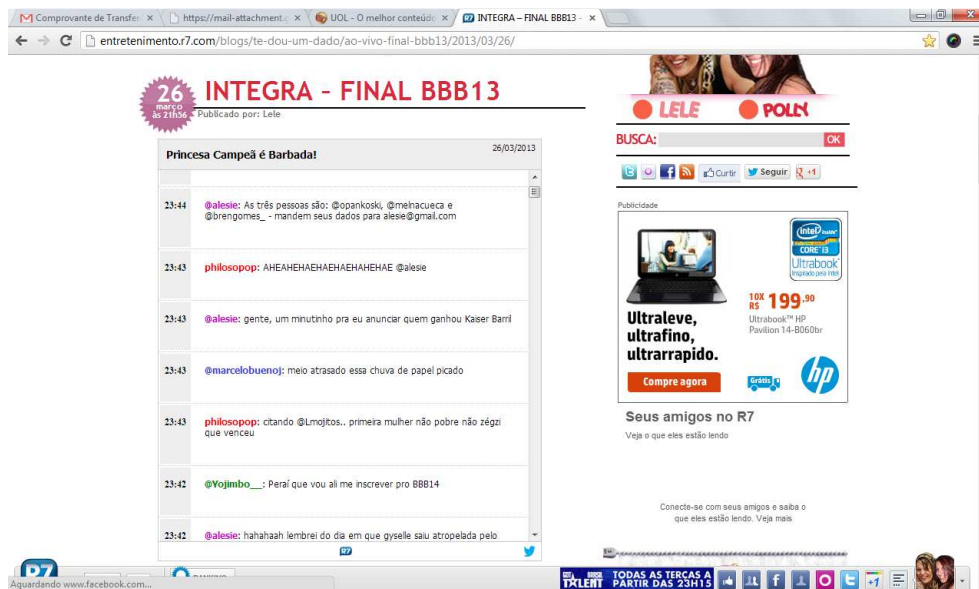 Comprovante de Transfer
https://mail-attachment.g
UOL - O melhor conteúdo
INTEGRA – FINAL BBB13 -
entretenimento.r7.com/blogs/te-dou-um-dado/ao-vivo-final-bbb13/2013/03/26/
26
março
às 21h56
INTEGRA - FINAL BBB13
Publicado por: Lele
Princesa Campeã é Barbada!
26/03/2013
23:44 @alesie: As três pessoas são: @opankoski, @melnacueca e
@brengomes_ - mandem seus dados para alesie@gmail.com
23:43 philosopop: AHEAHEHAEHAEHAEHAHEHAE @alesie
23:43 @alesie: gente, um minutinho pra eu anunciar quem ganhou Kaiser Barril
23:43 @marcelobuenoj: meio atrasado essa chuva de papel picado
23:43 philosopop: citando @Lmojitos.. primeira mulher não pobre não zégzi
que venceu
23:42 @Yojimbo__: Peraí que vou ali me inscrever pro BBB14
23:42 @alesie: hahahaah lembrei do dia em que gyselle saiu atropelada pelo
R7
LELE
POLLY
BUSCA:
OK
Curtir
Seguir
+1
Publicidade
intel
CORE i3
Ultrabook
Inspirado pela Intel
10X
R$ 199,90
Ultrabook™ HP
Pavilion 14-B060br
Ultraleve,
ultrafino,
ultrarrapido.
Compre agora
Grátis
hp
Seus amigos no R7
Veja o que eles estão lendo
Conecte-se com seus amigos e saiba o
que eles estão lendo. Veja mais
R7
Aguardando www.facebook.com...
TALENT
TODAS AS TERÇAS A
PARTIR DAS 23H15
+1